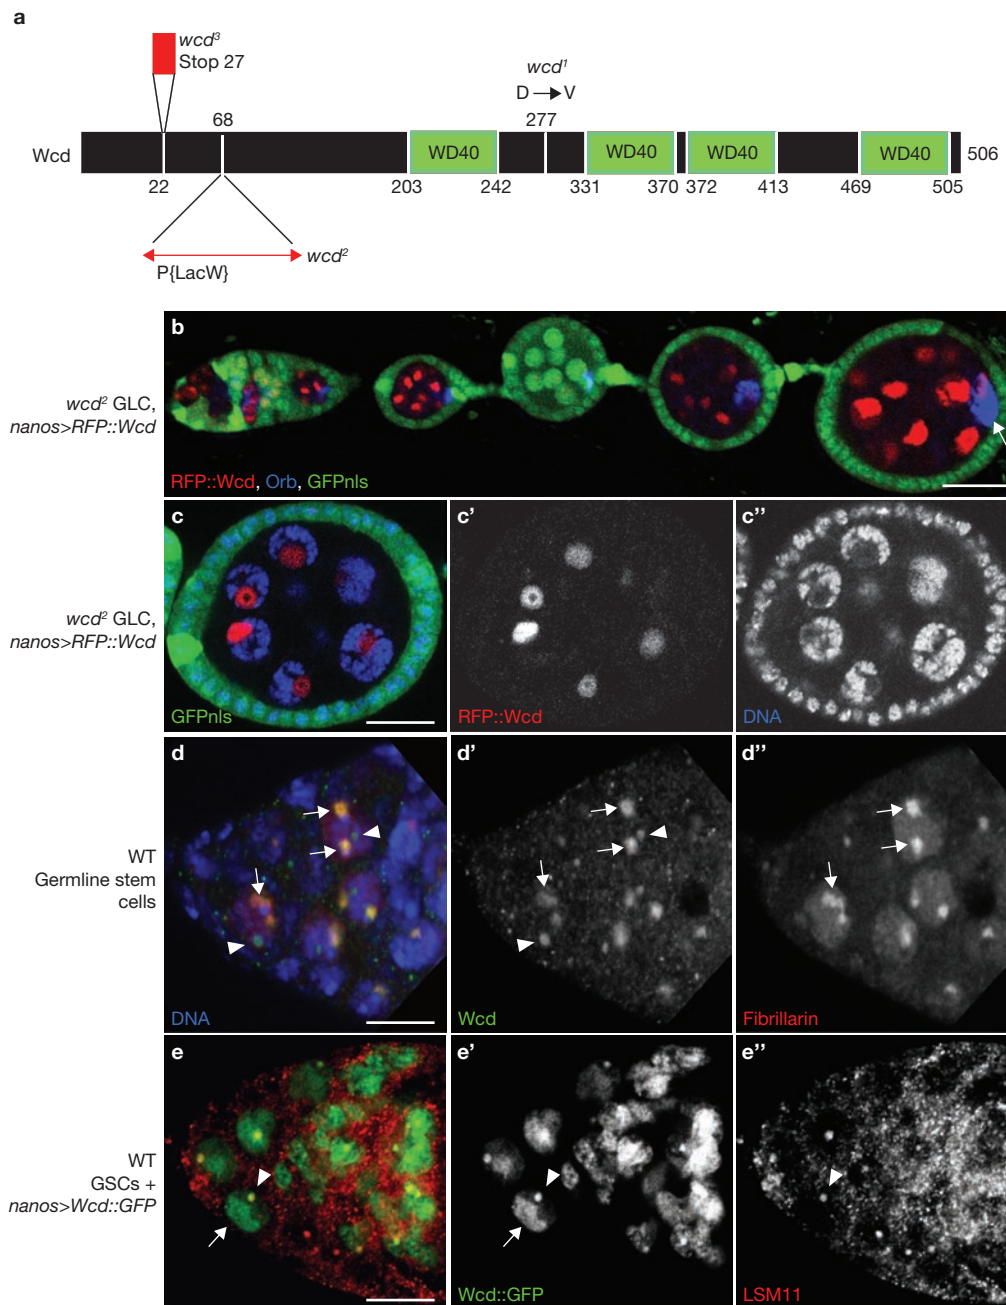 a
wcd³
Stop 27
wcd¹
D → V
68
277
Wcd
WD40
WD40
WD40
WD40
506
22
203
242
331
370
372
413
469
505
P{LacW}
wcd²
b
wcd² GLC,
nanos>RFP::Wcd
RFP::Wcd, Orb, GFPnls
c
c'
c''
wcd² GLC,
nanos>RFP::Wcd
GFPnls
RFP::Wcd
DNA
d
d'
d''
WT
Germline stem
cells
DNA
Wcd
Fibrillarin
e
e'
e''
WT
GSCs +
nanos>Wcd::GFP
Wcd::GFP
LSM11